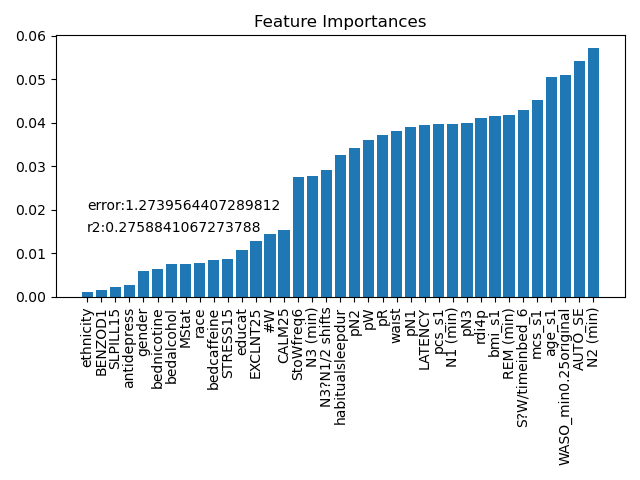 Feature Importances
0.06
0.05
0.04
0.03
0.02
0.01
0.00
error:1.2739564407289812
r2:0.2758841067273788
ethnicity
BENZOD1
SLPILL15
antidepress
gender
bednicotine
bedalcohol
MStat
race
bedcaffeine
STRESS15
educat
EXCLNT25
#W
CALM25
StoWfreq6
N3 (min)
N3?N1/2 shifts
habitualsleepdur
pN2
pW
pR
waist
pN1
LATENCY
pcs_s1
N1 (min)
pN3
rdi4p
bmi_s1
REM (min)
S?W/timeinbed_6
mcs_s1
age_s1
WASO_min0.25original
AUTO_SE
N2 (min)